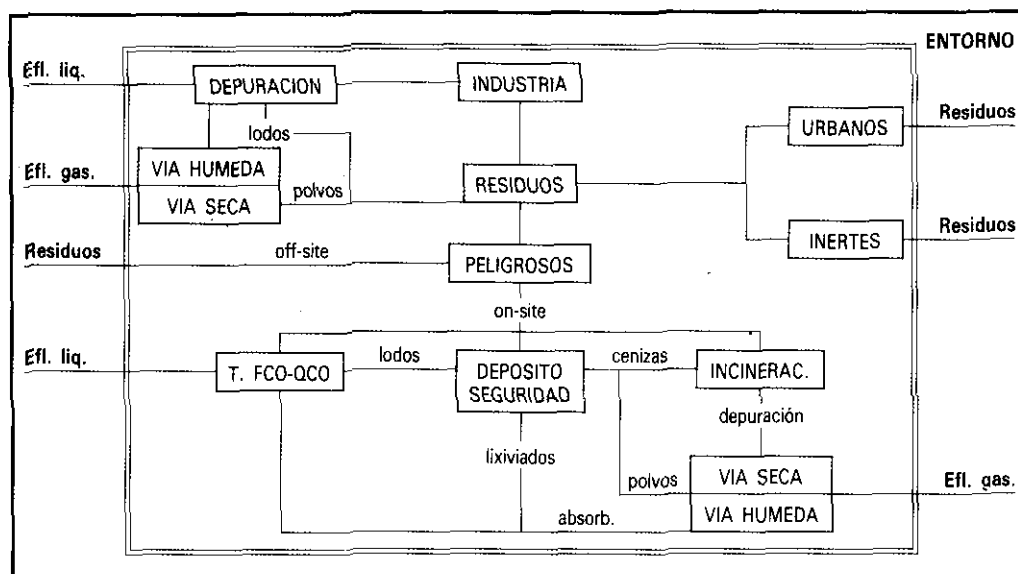 ENTORNO
Efl. liq.
DEPURACION
INDUSTRIA
lodos
URBANOS
Residuos
Efl. gas.
VIA HUMEDA
VIA SECA
polvos
RESIDUOS
INERTES
Residuos
Residuos
off-site
PELIGROSOS
on-site
Efl. liq.
T. FCO-QCO
lodos
DEPOSITO
SEGURIDAD
cenizas
INCINERAC.
depuración
lixiviados
polvos
VIA SECA
VIA HUMEDA
Efl. gas.
absorb.